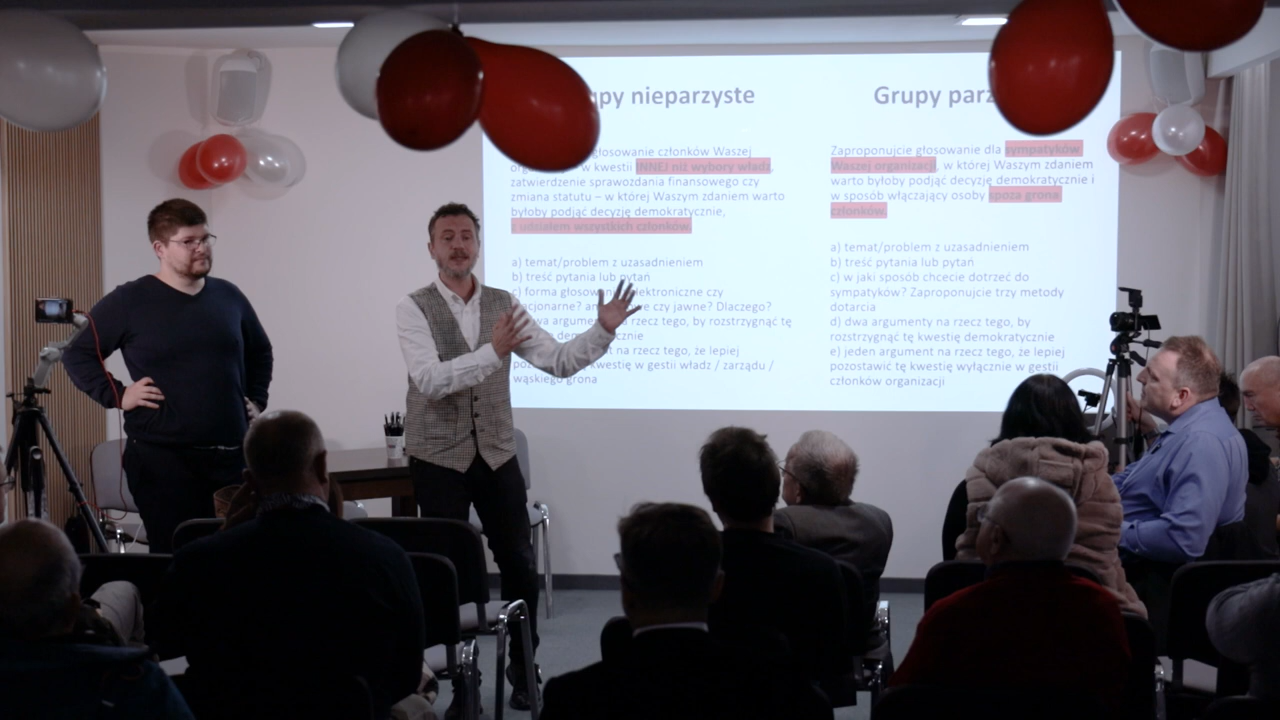 nieparzyste
głosowanie członków Waszej
w kwestii INNEJ niż wybory władz,
zatwierdzenie sprawozdania finansowego czy
zmiana statutu – w której Waszym zdaniem warto
byłoby podjąć decyzję demokratycznie,
z udziałem wszystkich członków.
a) temat/problem z uzasadnieniem
b) treść pytania lub pytań
c) forma elektroniczne czy
czy jawne? Dlaczego?
na rzecz tego, by rozstrzygnąć tę
na rzecz tego, że lepiej
kwestię w gestii władz / zarządu /
wąskiego grona
Grupy
Zaproponujcie głosowanie dla sympatyków
Waszej organizacji, w której Waszym zdaniem
warto byłoby podjąć decyzję demokratycznie i
w sposób włączający osoby spoza grona
członków.
a) temat/problem z uzasadnieniem
b) treść pytania lub pytań
c) w jaki sposób chcecie dotrzeć do
sympatyków? Zaproponujcie trzy metody
dotarcia
d) dwa argumenty na rzecz tego, by
rozstrzygnąć tę kwestię demokratycznie
e) jeden argument na rzecz tego, że lepiej
pozostawić tę kwestię wyłącznie w gestii
członków organizacji